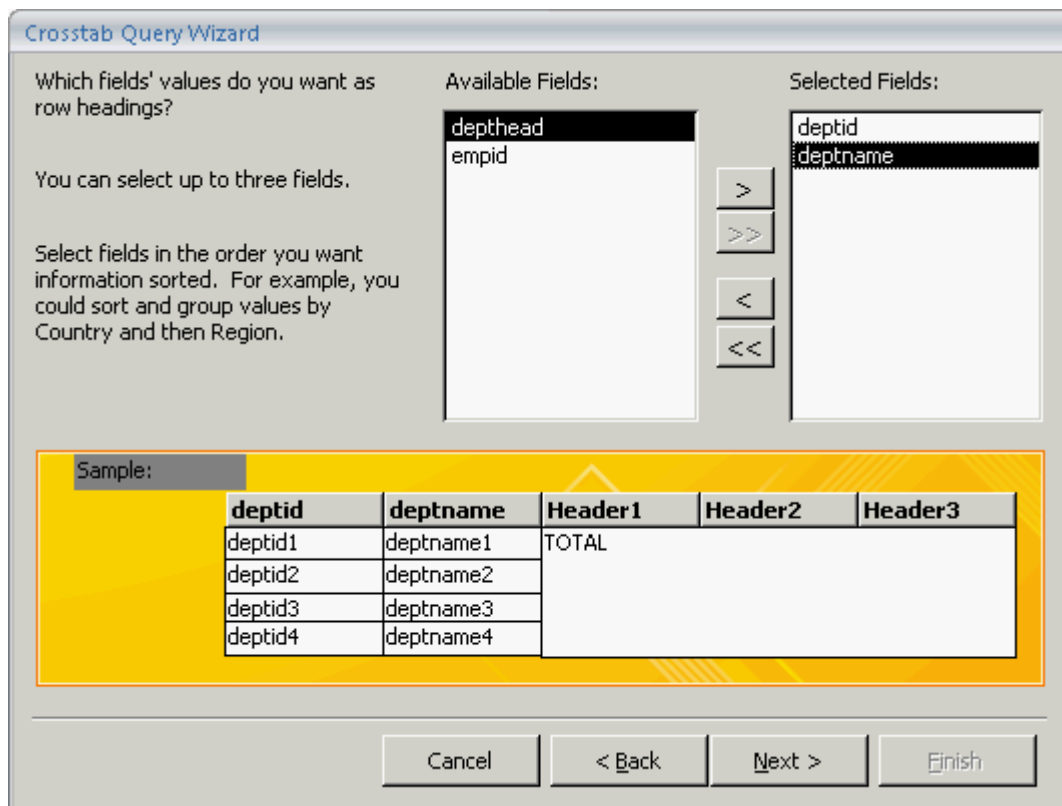 Crosstab Query Wizard
Which fields' values do you want as
row headings?
You can select up to three fields.
Select fields in the order you want
information sorted. For example, you
could sort and group values by
Country and then Region.
Available Fields:
depthead
empid
>
>>
<
<<
Selected Fields:
deptid
deptname
Sample:
deptid deptname Header1 Header2 Header3
deptid1 deptname1 TOTAL
deptid2 deptname2
deptid3 deptname3
deptid4 deptname4
Cancel < Back Next > Finish